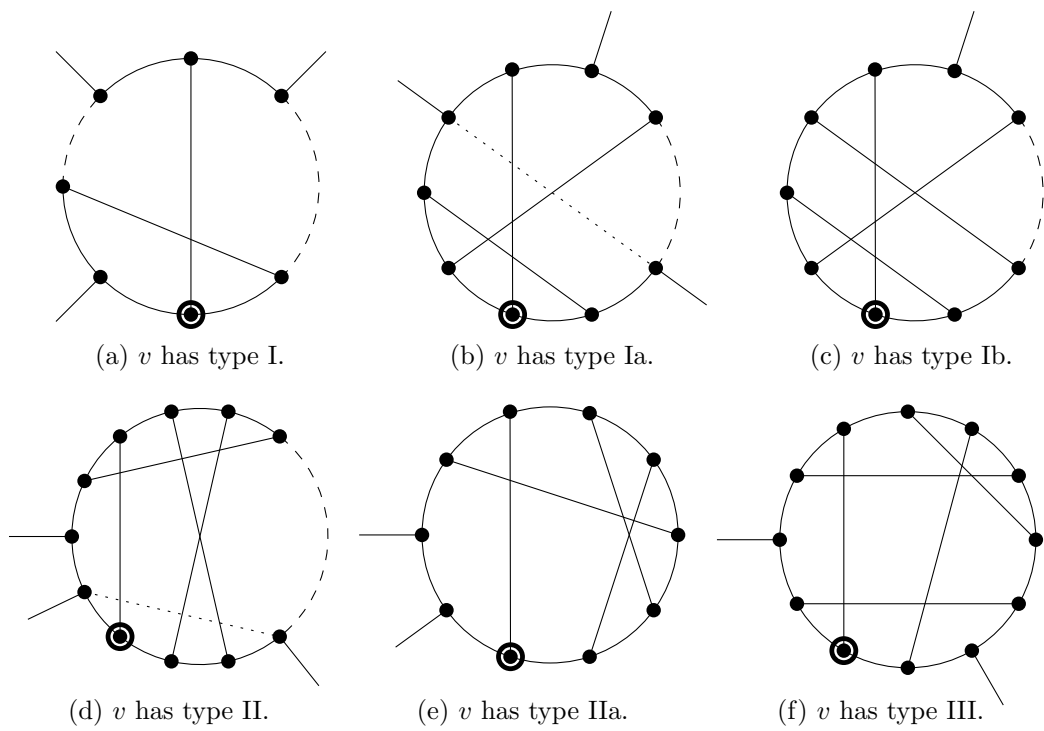 (a) v has type I.
(b) v has type Ia.
(c) v has type Ib.
(d) v has type II.
(e) v has type IIa.
(f) v has type III.